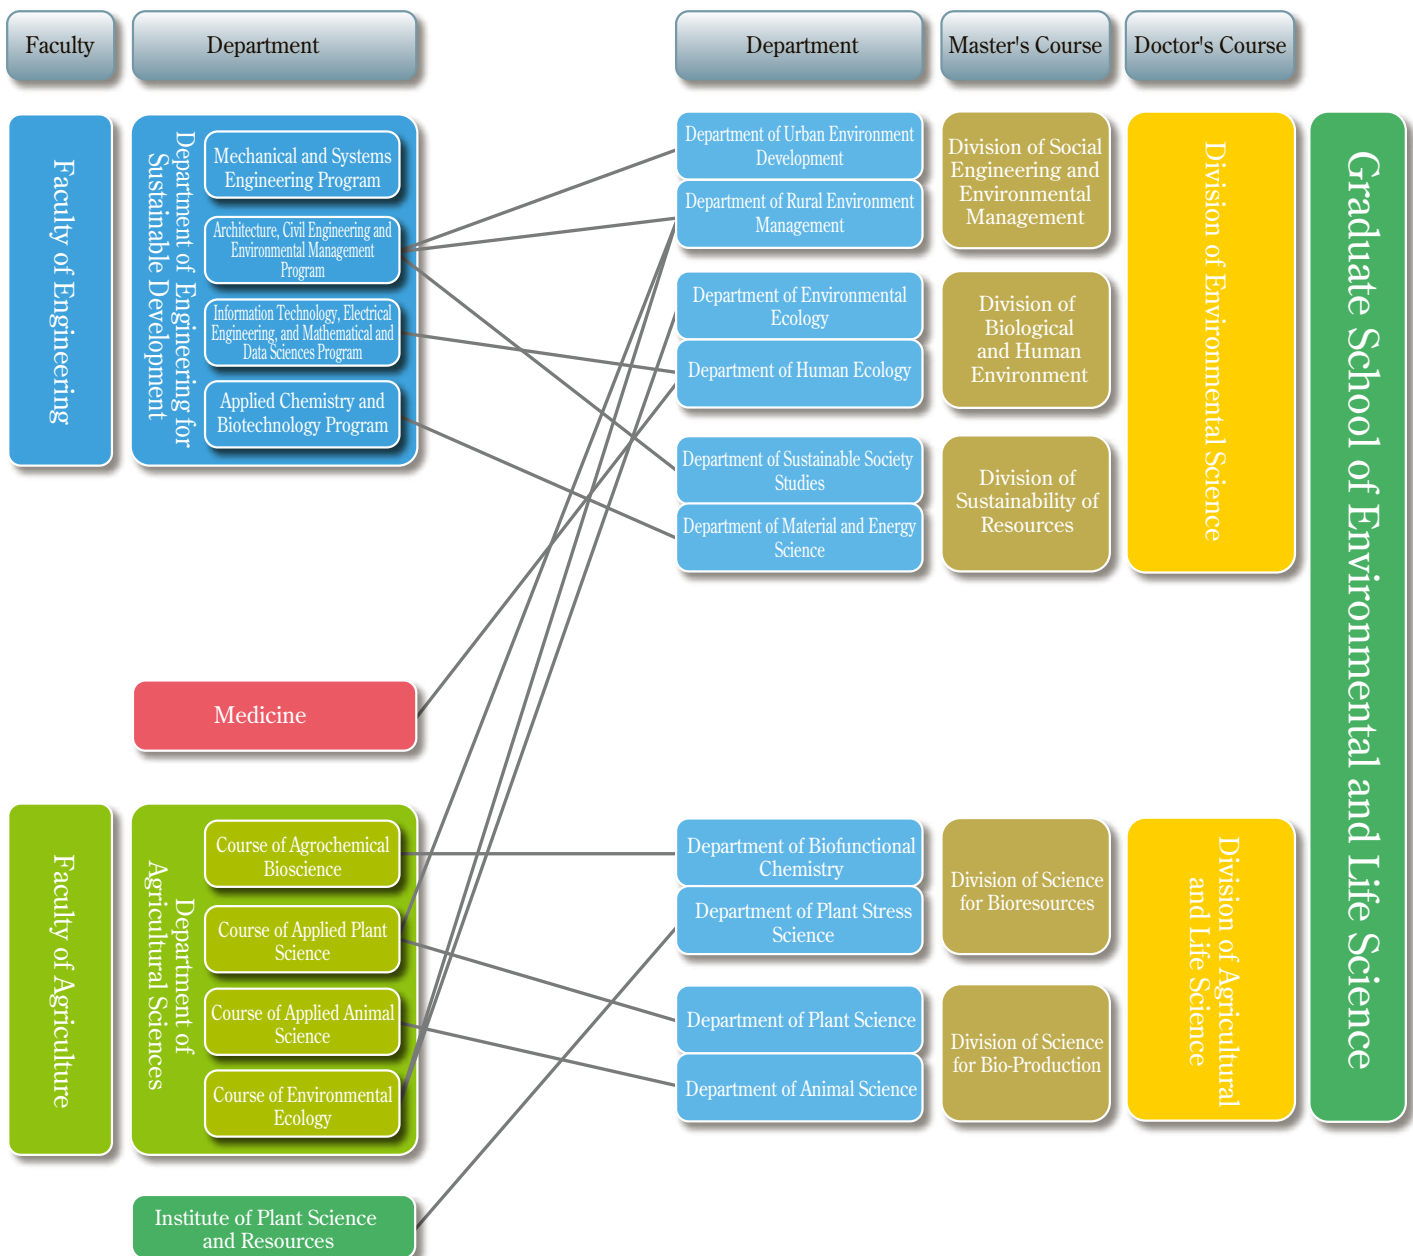 Faculty
Department
Department
Master's Course
Doctor's Course
Faculty of Engineering
Department of Engineering for
Sustainable Development
Mechanical and Systems
Engineering Program
Architecture, Civil Engineering and
Environmental Management
Program
Information Technology, Electrical
Engineering, and Mathematical and
Data Sciences Program
Applied Chemistry and
Biotechnology Program
Medicine
Faculty of Agriculture
Department of
Agricultural Sciences
Course of Agrochemical
Bioscience
Course of Applied Plant
Science
Course of Applied Animal
Science
Course of Environmental
Ecology
Institute of Plant Science
and Resources
Department of Urban Environment
Development
Department of Rural Environment
Management
Department of Environmental
Ecology
Department of Human Ecology
Department of Sustainable Society
Studies
Department of Material and Energy
Science
Department of Biofunctional
Chemistry
Department of Plant Stress
Science
Department of Plant Science
Department of Animal Science
Division of Social
Engineering and
Environmental
Management
Division of
Biological
and Human
Environment
Division of
Sustainability of
Resources
Division of Science
for Bioresources
Division of Science
for Bio-Production
Division of Environmental Science
Division of Agricultural
and Life Science
Graduate School of Environmental and Life Science